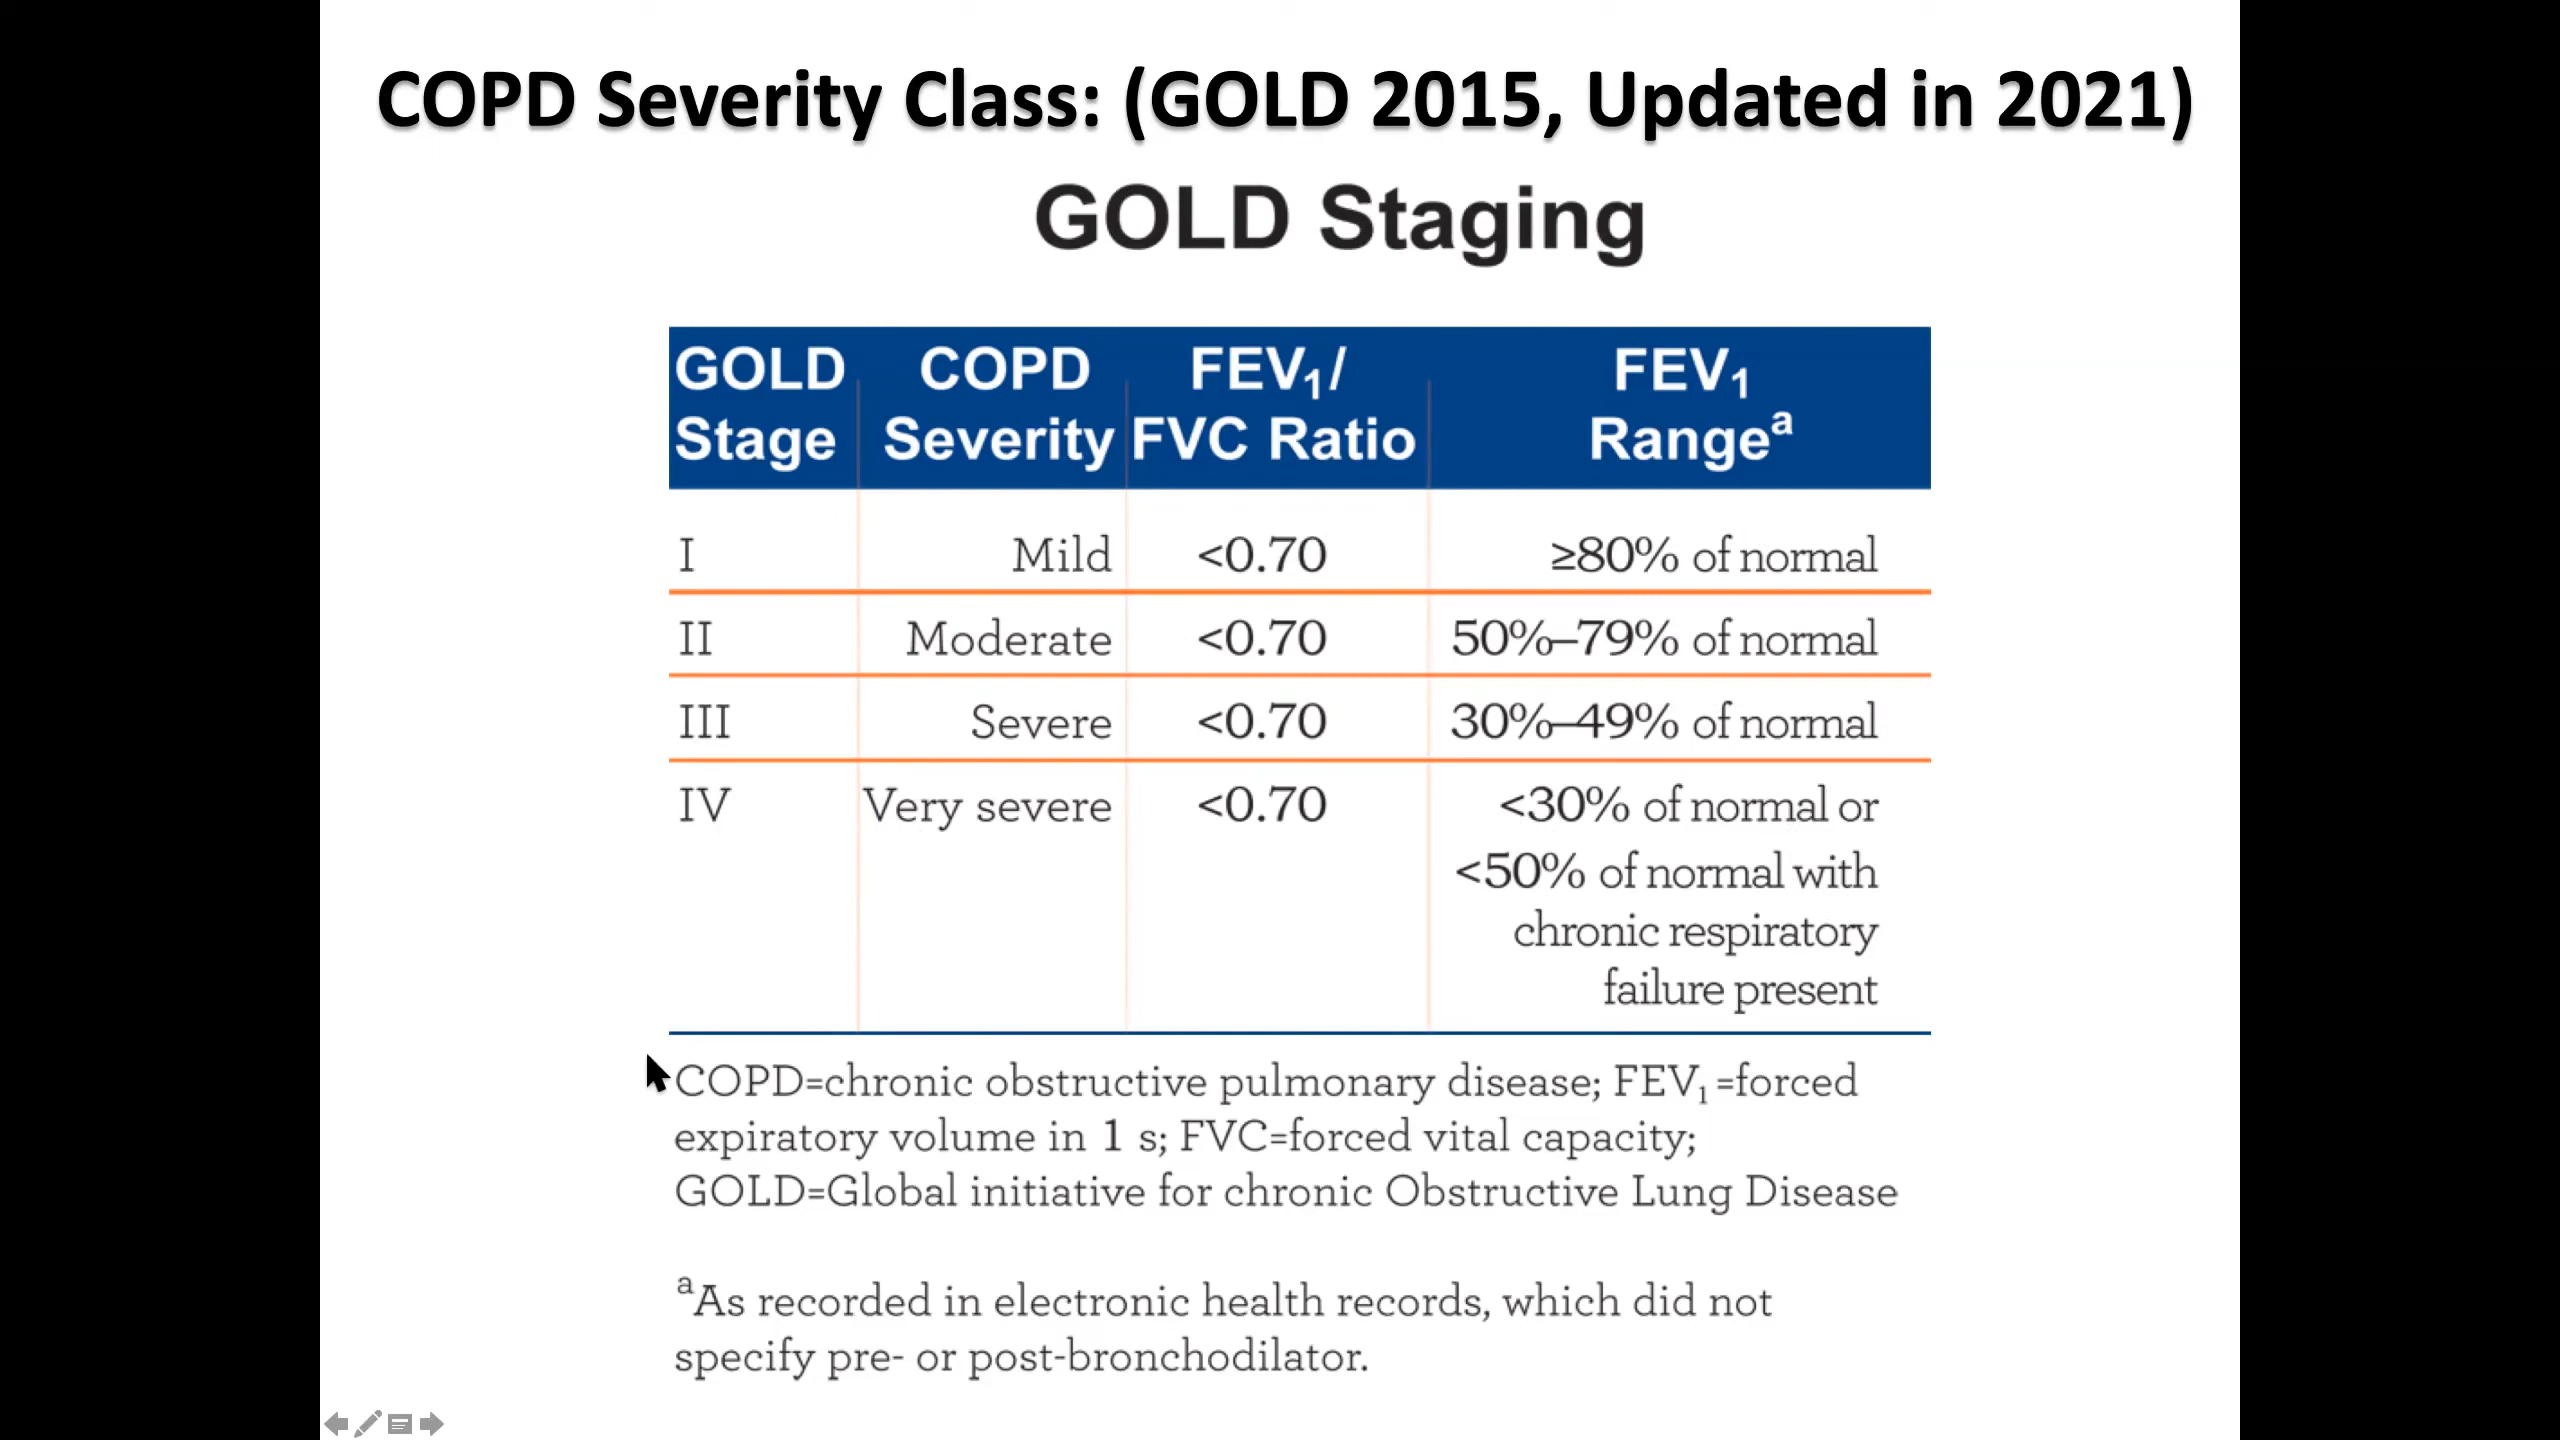 COPD Severity Class: (GOLD 2015, Updated in 2021)
GOLD Staging
GOLD Stage COPD Severity FEV₁/ FVC Ratio FEV₁ Rangeᵃ
I Mild <0.70 ≥80% of normal
II Moderate <0.70 50%–79% of normal
III Severe <0.70 30%–49% of normal
IV Very severe <0.70 <30% of normal or
<50% of normal with
chronic respiratory
failure present
COPD=chronic obstructive pulmonary disease; FEV₁=forced
expiratory volume in 1 s; FVC=forced vital capacity;
GOLD=Global initiative for chronic Obstructive Lung Disease
ᵃAs recorded in electronic health records, which did not
specify pre- or post-bronchodilator.